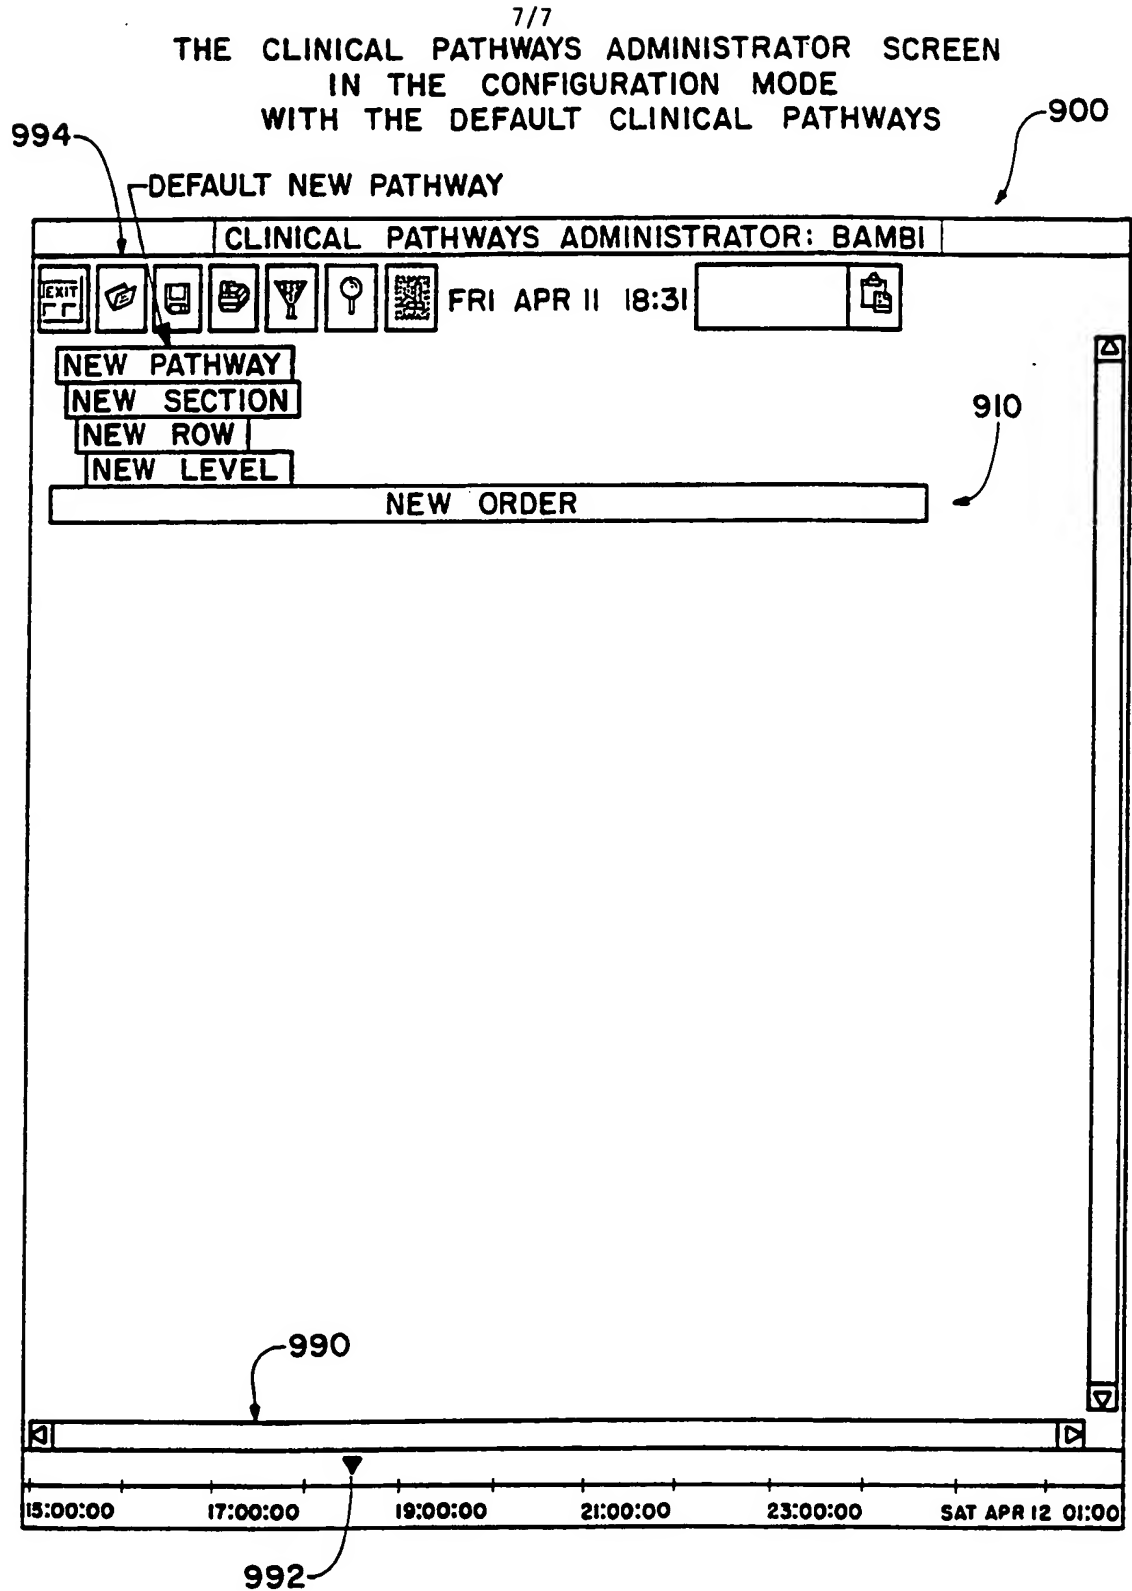 7/7
THE CLINICAL PATHWAYS ADMINISTRATOR SCREEN
IN THE CONFIGURATION MODE
WITH THE DEFAULT CLINICAL PATHWAYS
900
994
DEFAULT NEW PATHWAY
CLINICAL PATHWAYS ADMINISTRATOR: BAMBI
EXIT
FRI APR 11 18:31
NEW PATHWAY
NEW SECTION
NEW ROW
NEW LEVEL
NEW ORDER
910
990
15:00:00 17:00:00 19:00:00 21:00:00 23:00:00 SAT APR 12 01:00
992